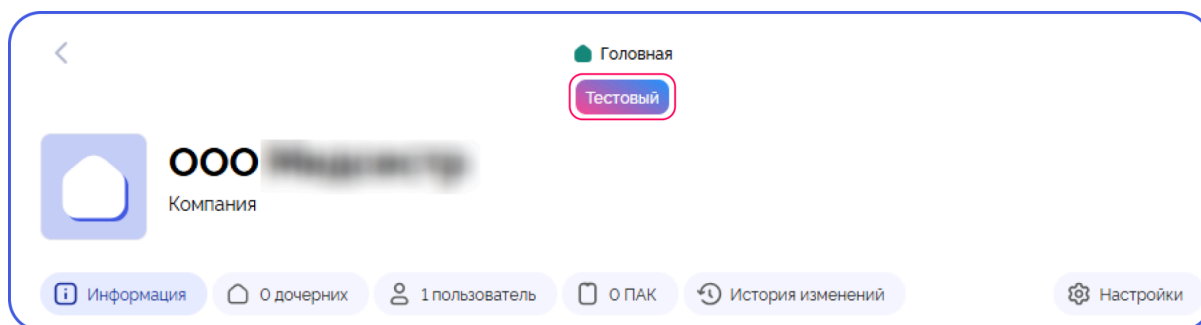 Головная
Тестовый
ООО
Компания
Информация 0 дочерних 1 пользователь 0 ПАК История изменений Настройки